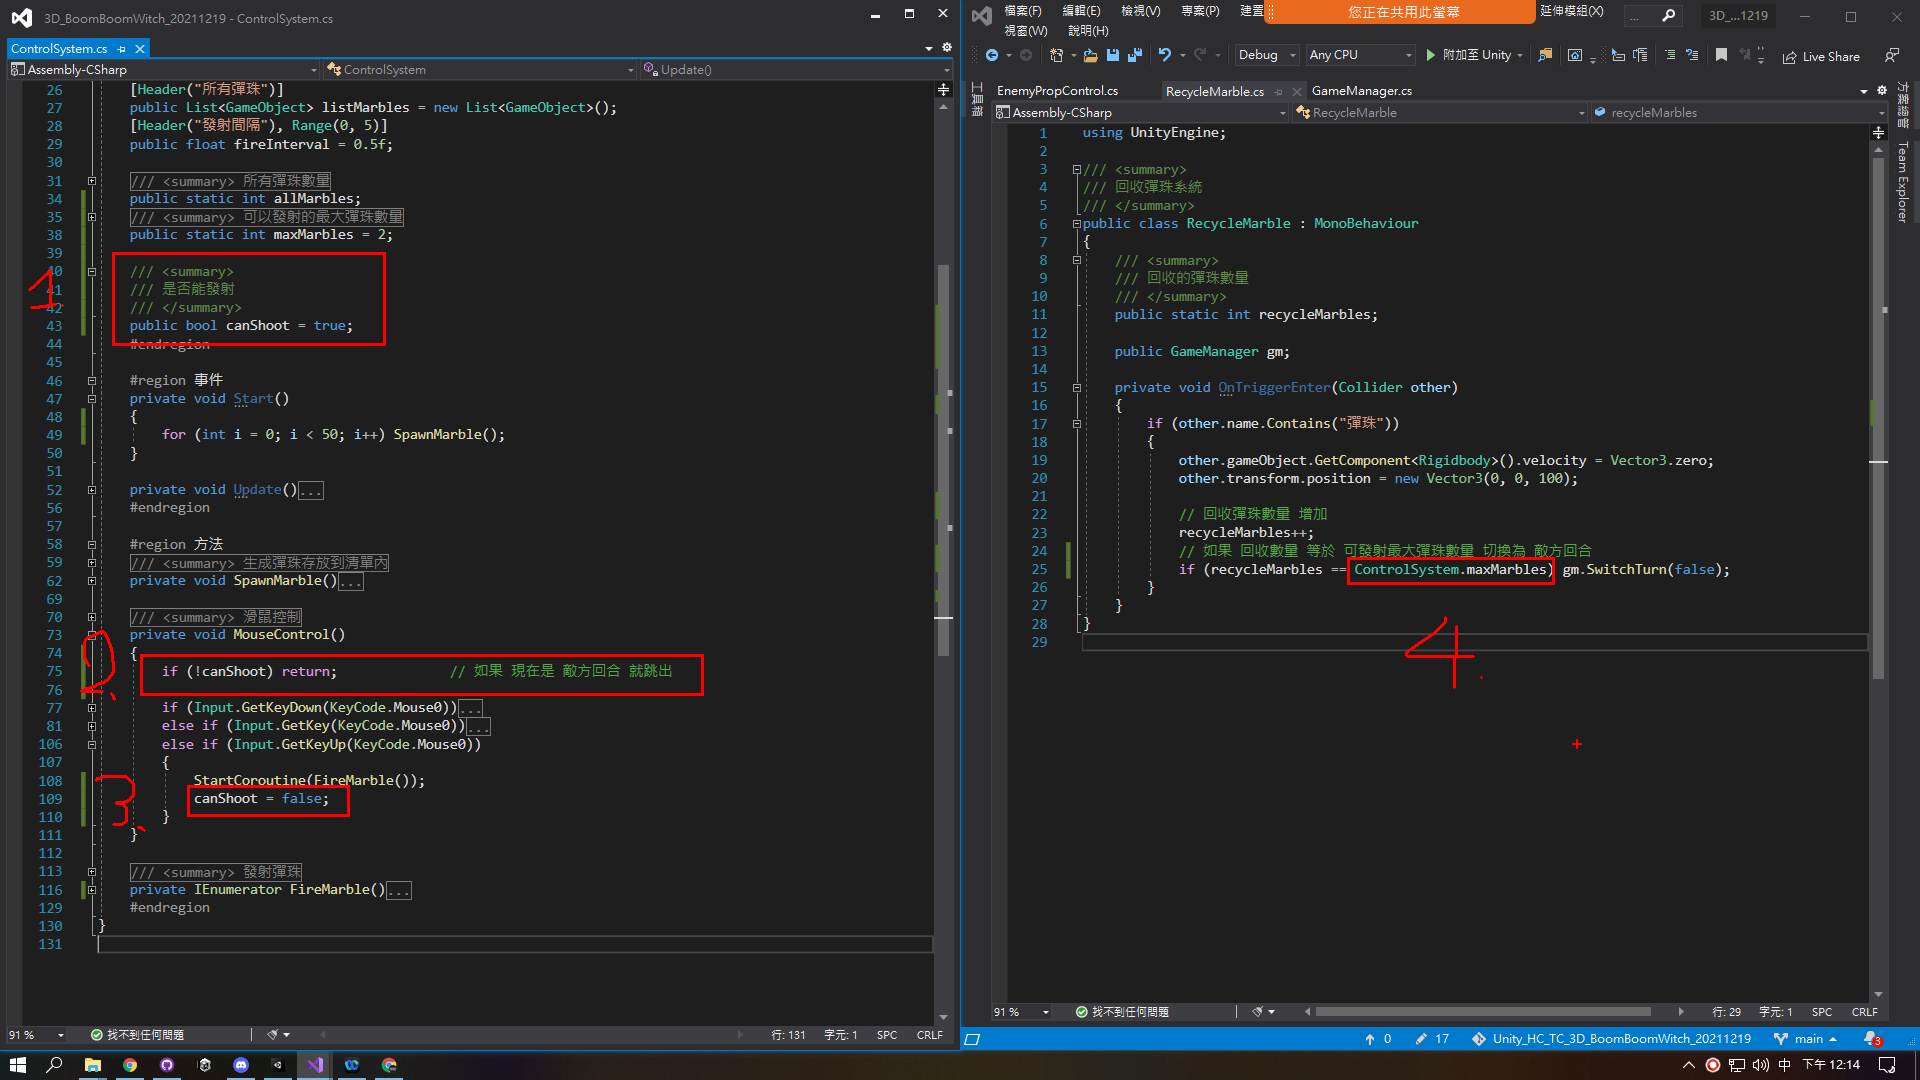 3D_BoomBoomWitch_20211219 - ControlSystem.cs
ControlSystem.cs
Assembly-CSharp
ControlSystem
Update()
26 [Header("所有彈珠")]
27 public List<GameObject> listMarbles = new List<GameObject>();
28 [Header("發射間隔"), Range(0, 5)]
29 public float fireInterval = 0.5f;
30
31 /// <summary> 所有彈珠數量
34 public static int allMarbles;
35 /// <summary> 可以發射的最大彈珠數量
38 public static int maxMarbles = 2;
39
40 /// <summary>
41 /// 是否能發射
42 /// </summary>
43 public bool canShoot = true;
44 #endregion
45
46 #region 事件
47 private void Start()
48 {
49 for (int i = 0; i < 50; i++) SpawnMarble();
50 }
51
52 private void Update()...
56 #endregion
57
58 #region 方法
59 /// <summary> 生成彈珠存放到清單內
62 private void SpawnMarble()...
69
70 /// <summary> 滑鼠控制
73 private void MouseControl()
74 {
75 if (!canShoot) return; // 如果 現在是 敵方回合 就跳出
76
77 if (Input.GetKeyDown(KeyCode.Mouse0))...
81 else if (Input.GetKey(KeyCode.Mouse0))...
106 else if (Input.GetKeyUp(KeyCode.Mouse0))
107 {
108 StartCoroutine(FireMarble());
109 canShoot = false;
110 }
111 }
112
113 /// <summary> 發射彈珠
116 private IEnumerator FireMarble()...
129 #endregion
130 }
131
1
2.
3.
91 %
找不到任何問題
行: 131 字元: 1 SPC CRLF
檔案(F) 編輯(E) 檢視(V) 專案(P) 建置
您正在共用此螢幕
延伸模組(X)
...
3D_...1219
視窗(W) 說明(H)
Debug
Any CPU
附加至 Unity
Live Share
工具箱
EnemyPropControl.cs
RecycleMarble.cs
GameManager.cs
Assembly-CSharp
RecycleMarble
recycleMarbles
1 using UnityEngine;
2
3 /// <summary>
4 /// 回收彈珠系統
5 /// </summary>
6 public class RecycleMarble : MonoBehaviour
7 {
8 /// <summary>
9 /// 回收的彈珠數量
10 /// </summary>
11 public static int recycleMarbles;
12
13 public GameManager gm;
14
15 private void OnTriggerEnter(Collider other)
16 {
17 if (other.name.Contains("彈珠"))
18 {
19 other.gameObject.GetComponent<Rigidbody>().velocity = Vector3.zero;
20 other.transform.position = new Vector3(0, 0, 100);
21
22 // 回收彈珠數量 增加
23 recycleMarbles++;
24 // 如果 回收數量 等於 可發射最大彈珠數量 切換為 敵方回合
25 if (recycleMarbles == ControlSystem.maxMarbles) gm.SwitchTurn(false);
26 }
27 }
28 }
29
4
方案總管
Team Explorer
91 %
找不到任何問題
行: 29 字元: 1 SPC CRLF
0 17 Unity_HC_TC_3D_BoomBoomWitch_20211219 main 3
中 下午 12:14